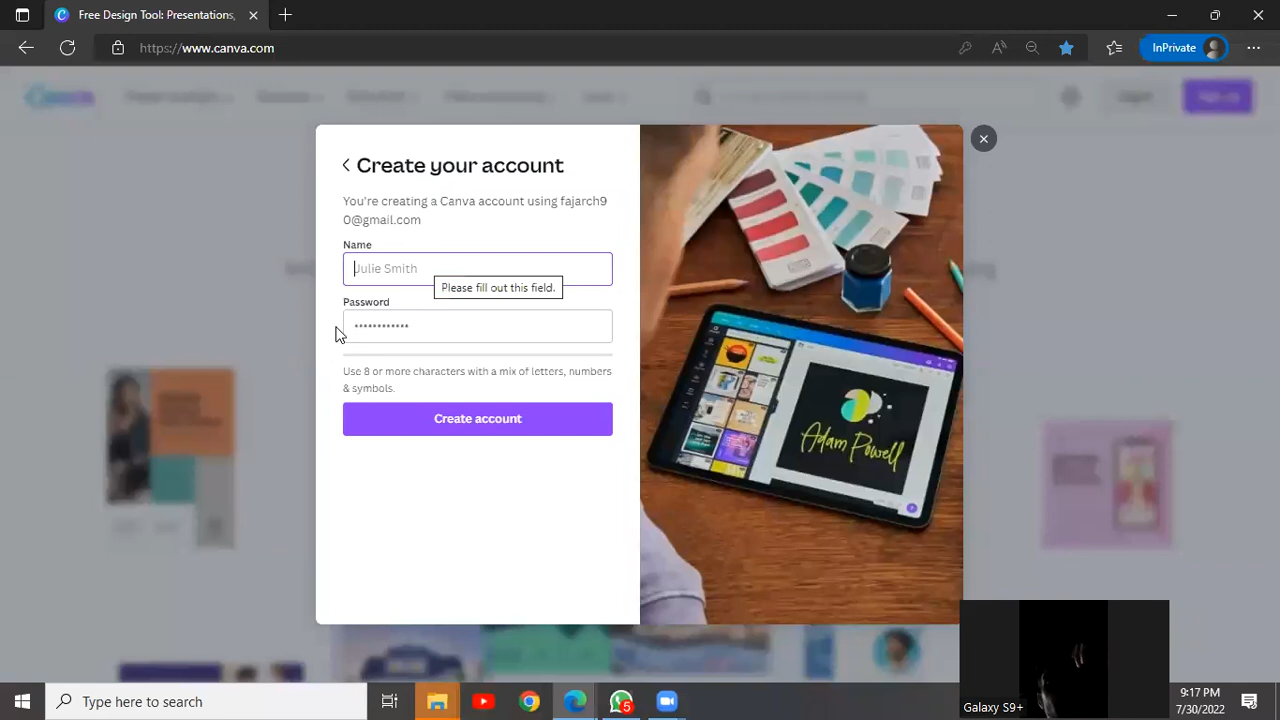 Free Design Tool: Presentations,
https://www.canva.com
InPrivate
Create your account
You're creating a Canva account using fajarch9
0@gmail.com
Name
Julie Smith
Please fill out this field.
Password
************
Use 8 or more characters with a mix of letters, numbers
& symbols.
Create account
Adam Powell
Galaxy S9+
Type here to search
5
9:17 PM
7/30/2022